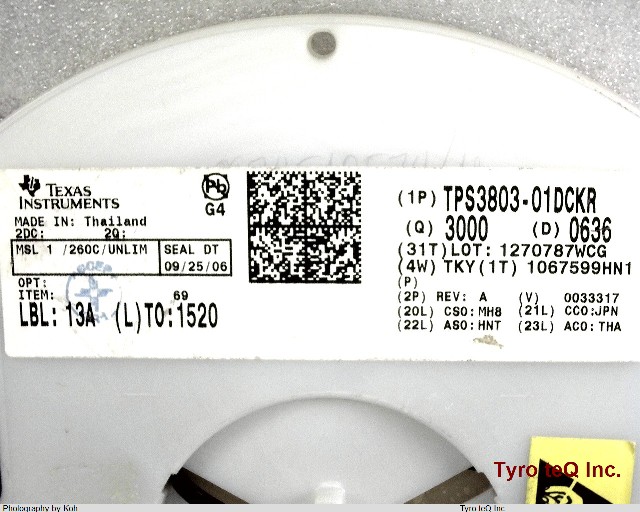 TEXAS
INSTRUMENTS
Pb
G4
MADE IN: Thailand
2DC: 2Q:
MSL 1 /260C/UNLIM
SEAL DT
09/25/06
OPT:
ITEM: 69
LBL: 13A (L)TO:1520
(1P) TPS3803-01DCKR
(Q) 3000 (D) 0636
(31T)LOT: 1270787WCG
(4W) TKY(1T) 1067599HN1
(P)
(2P) REV: A (V) 0033317
(20L) CSO:MH8 (21L) CCO:JPN
(22L) ASO:HNT (23L) ACO:THA
Tyro teQ Inc.
Photography by Koh
Tyro teQ Inc